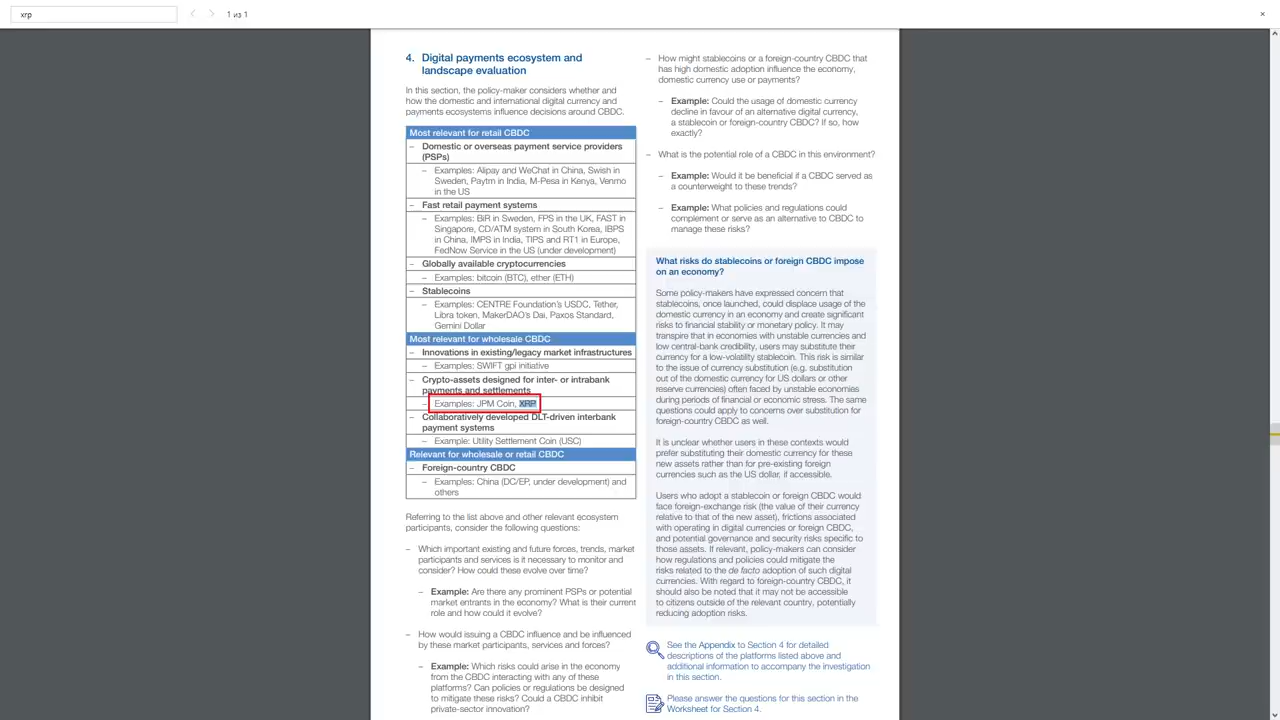 xrp
1 из 1
4. Digital payments ecosystem and
landscape evaluation
In this section, the policy-maker considers whether and
how the domestic and international digital currency and
payments ecosystems influence decisions around CBDC.
Most relevant for retail CBDC
– Domestic or overseas payment service providers
(PSPs)
– Examples: Alipay and WeChat in China, Swish in
Sweden, Paytm in India, M-Pesa in Kenya, Venmo
in the US
– Fast retail payment systems
– Examples: BiR in Sweden, FPS in the UK, FAST in
Singapore, CD/ATM system in South Korea, IBPS
in China, IMPS in India, TIPS and RT1 in Europe,
FedNow Service in the US (under development)
– Globally available cryptocurrencies
– Examples: bitcoin (BTC), ether (ETH)
– Stablecoins
– Examples: CENTRE Foundation's USDC, Tether,
Libra token, MakerDAO's Dai, Paxos Standard,
Gemini Dollar
Most relevant for wholesale CBDC
– Innovations in existing/legacy market infrastructures
– Examples: SWIFT gpi initiative
– Crypto-assets designed for inter- or intrabank
payments and settlements
– Examples: JPM Coin, XRP
– Collaboratively developed DLT-driven interbank
payment systems
– Example: Utility Settlement Coin (USC)
Relevant for wholesale or retail CBDC
– Foreign-country CBDC
– Examples: China (DC/EP, under development) and
others
Referring to the list above and other relevant ecosystem
participants, consider the following questions:
– Which important existing and future forces, trends, market
participants and services is it necessary to monitor and
consider? How could these evolve over time?
– Example: Are there any prominent PSPs or potential
market entrants in the economy? What is their current
role and how could it evolve?
– How would issuing a CBDC influence and be influenced
by these market participants, services and forces?
– Example: Which risks could arise in the economy
from the CBDC interacting with any of these
platforms? Can policies or regulations be designed
to mitigate these risks? Could a CBDC inhibit
private-sector innovation?
– How might stablecoins or a foreign-country CBDC that
has high domestic adoption influence the economy,
domestic currency use or payments?
– Example: Could the usage of domestic currency
decline in favour of an alternative digital currency,
a stablecoin or foreign-country CBDC? If so, how
exactly?
– What is the potential role of a CBDC in this environment?
– Example: Would it be beneficial if a CBDC served as
a counterweight to these trends?
– Example: What policies and regulations could
complement or serve as an alternative to CBDC to
manage these risks?
What risks do stablecoins or foreign CBDC impose
on an economy?
Some policy-makers have expressed concern that
stablecoins, once launched, could displace usage of the
domestic currency in an economy and create significant
risks to financial stability or monetary policy. It may
transpire that in economies with unstable currencies and
low central-bank credibility, users may substitute their
currency for a low-volatility stablecoin. This risk is similar
to the issue of currency substitution (e.g. substitution
out of the domestic currency for US dollars or other
reserve currencies) often faced by unstable economies
during periods of financial or economic stress. The same
questions could apply to concerns over substitution for
foreign-country CBDC as well.
It is unclear whether users in these contexts would
prefer substituting their domestic currency for these
new assets rather than for pre-existing foreign
currencies such as the US dollar, if accessible.
Users who adopt a stablecoin or foreign CBDC would
face foreign-exchange risk (the value of their currency
relative to that of the new asset), frictions associated
with operating in digital currencies or foreign CBDC,
and potential governance and security risks specific to
those assets. If relevant, policy-makers can consider
how regulations and policies could mitigate the
risks related to the de facto adoption of such digital
currencies. With regard to foreign-country CBDC, it
should also be noted that it may not be accessible
to citizens outside of the relevant country, potentially
reducing adoption risks.
See the Appendix to Section 4 for detailed
descriptions of the platforms listed above and
additional information to accompany the investigation
in this section.
Please answer the questions for this section in the
Worksheet for Section 4.